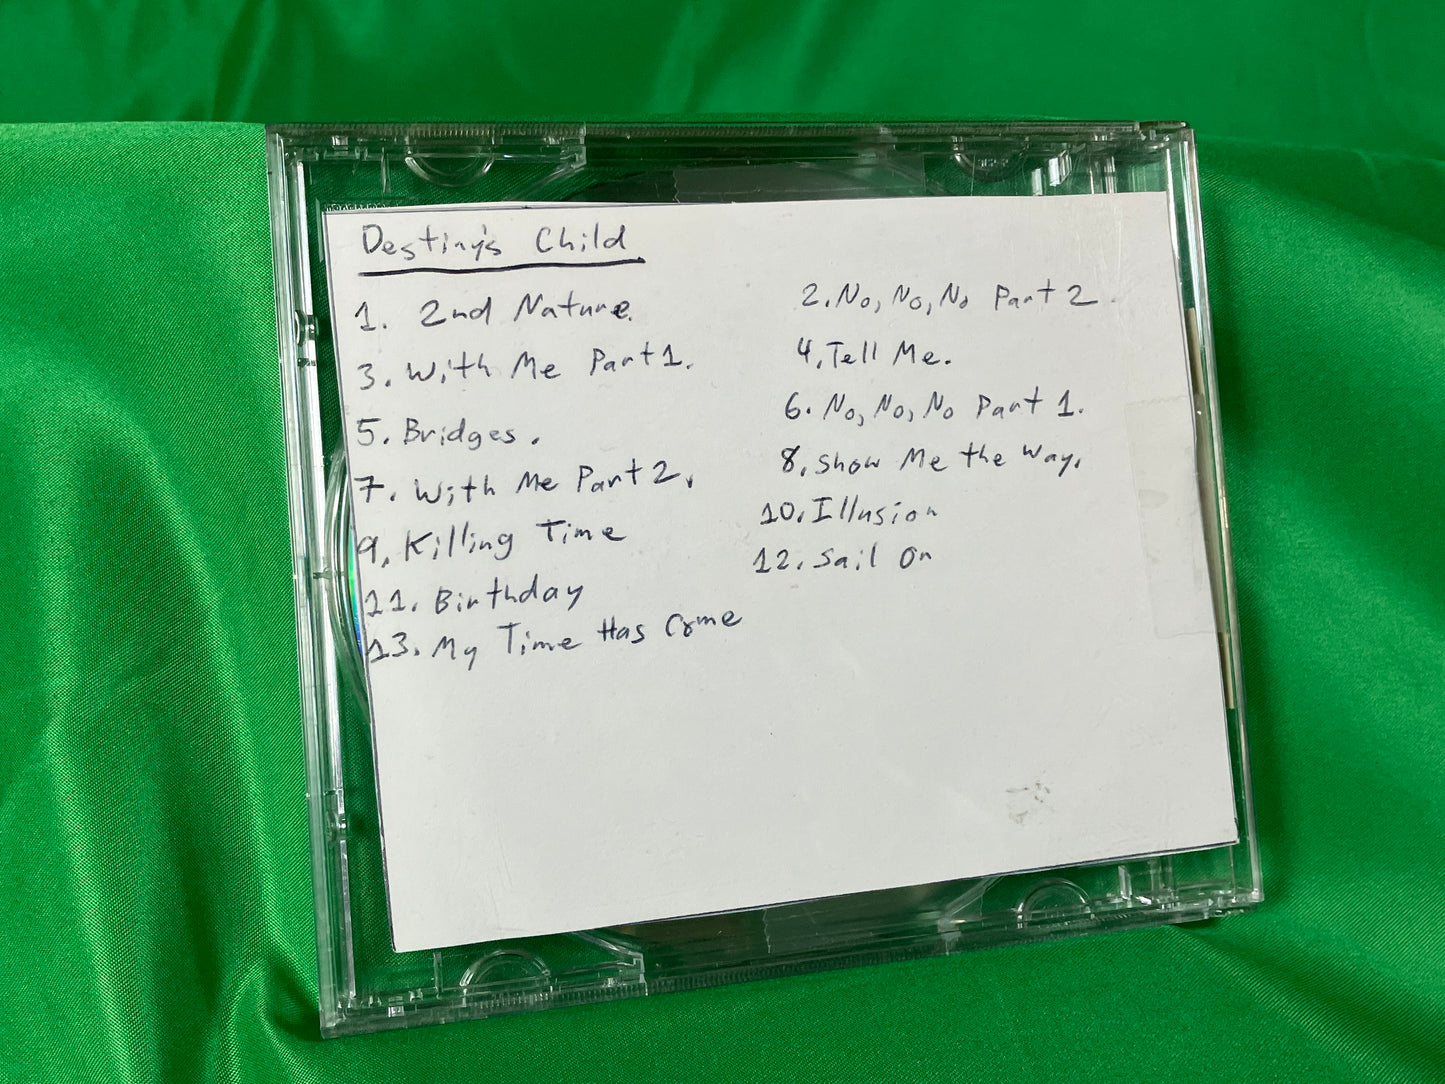 Destiny's Child
1. 2nd Nature.
2. No, No, No Part 2.
3. With Me Part 1.
4. Tell Me.
5. Bridges.
6. No, No, No Part 1.
7. With Me Part 2.
8. Show Me the Way.
9. Killing Time
10. Illusion
11. Birthday
12. Sail On
13. My Time Has Come